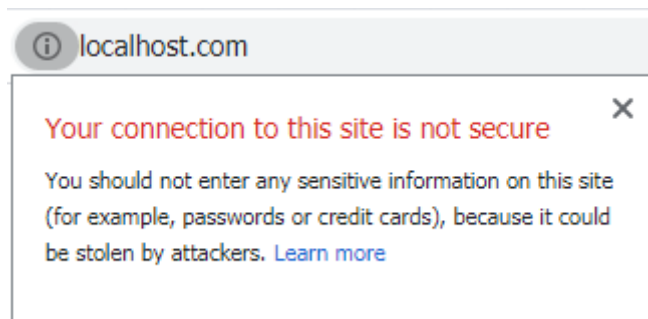 localhost.com
Your connection to this site is not secure
You should not enter any sensitive information on this site
(for example, passwords or credit cards), because it could
be stolen by attackers. Learn more